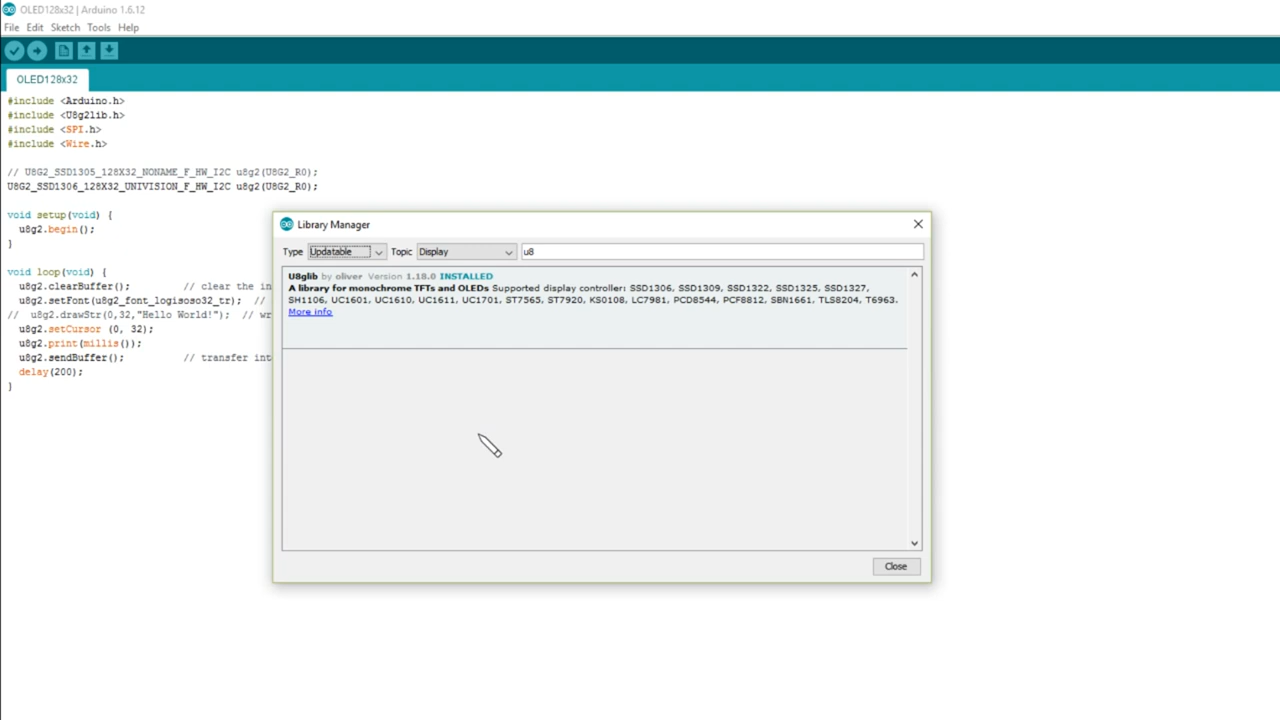 OLED128x32 | Arduino 1.6.12
File Edit Sketch Tools Help
OLED128x32
#include <Arduino.h>
#include <U8g2lib.h>
#include <SPI.h>
#include <Wire.h>
// U8G2_SSD1305_128X32_NONAME_F_HW_I2C u8g2(U8G2_R0);
U8G2_SSD1306_128X32_UNIVISION_F_HW_I2C u8g2(U8G2_R0);
void setup(void) {
u8g2.begin();
}
void loop(void) {
u8g2.clearBuffer(); // clear the in
u8g2.setFont(u8g2_font_logisoso32_tr); //
// u8g2.drawStr(0,32,"Hello World!"); // wr
u8g2.setCursor (0, 32);
u8g2.print(millis());
u8g2.sendBuffer(); // transfer int
delay(200);
}
Library Manager
Type Updatable Topic Display u8
U8glib by oliver Version 1.18.0 INSTALLED
A library for monochrome TFTs and OLEDs Supported display controller: SSD1306, SSD1309, SSD1322, SSD1325, SSD1327,
SH1106, UC1601, UC1610, UC1611, UC1701, ST7565, ST7920, KS0108, LC7981, PCD8544, PCF8812, SBN1661, TLS8204, T6963.
More info
Close